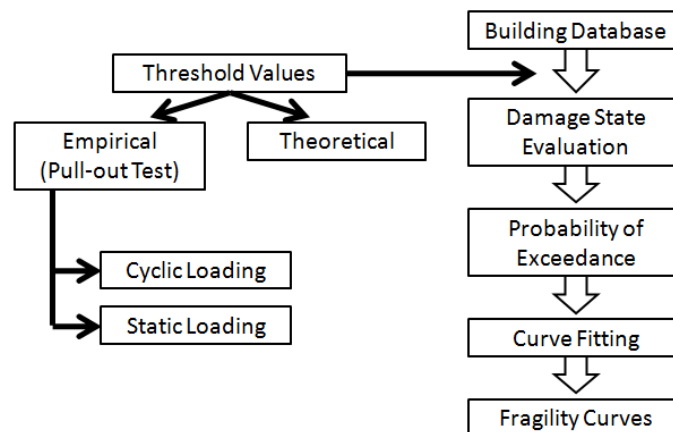 Building Database
Threshold Values
Damage State
Evaluation
Empirical
(Pull-out Test)
Theoretical
Probability of
Exceedance
Cyclic Loading
Static Loading
Curve Fitting
Fragility Curves